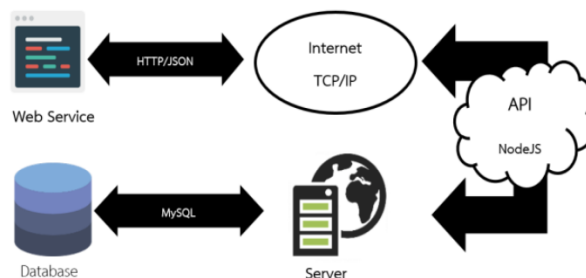 Internet
TCP/IP
HTTP/JSON
Web Service
API
NodeJS
MySQL
Database
Server